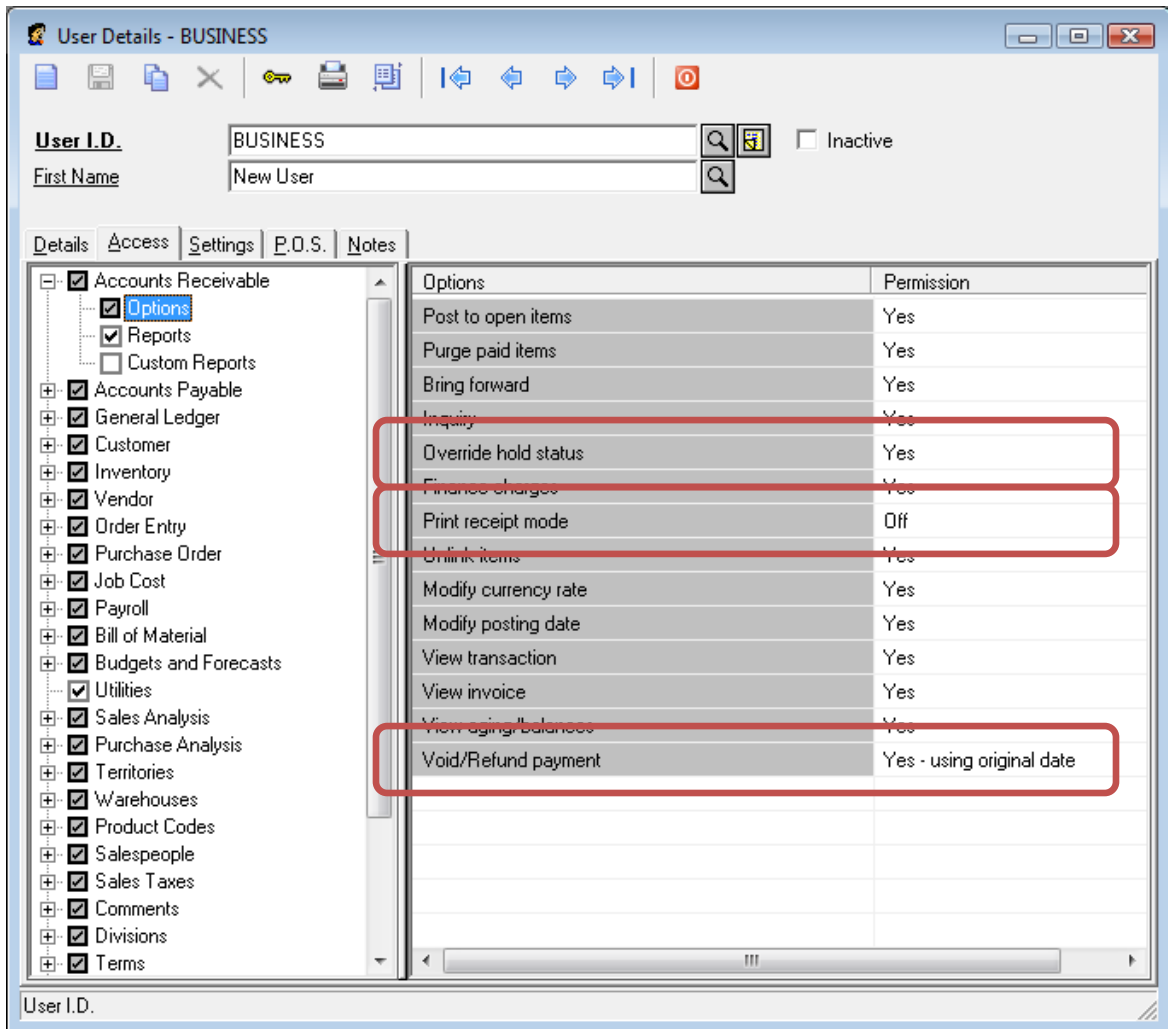 User Details - BUSINESS
User I.D. BUSINESS Inactive
First Name New User
Details Access Settings P.O.S. Notes
Accounts Receivable
Options
Reports
Custom Reports
Accounts Payable
General Ledger
Customer
Inventory
Vendor
Order Entry
Purchase Order
Job Cost
Payroll
Bill of Material
Budgets and Forecasts
Utilities
Sales Analysis
Purchase Analysis
Territories
Warehouses
Product Codes
Salespeople
Sales Taxes
Comments
Divisions
Terms
Options Permission
Post to open items Yes
Purge paid items Yes
Bring forward Yes
Inquiry Yes
Override hold status Yes
Finance charges Yes
Print receipt mode Off
Unlink items Yes
Modify currency rate Yes
Modify posting date Yes
View transaction Yes
View invoice Yes
View aging/balances Yes
Void/Refund payment Yes - using original date
User I.D.